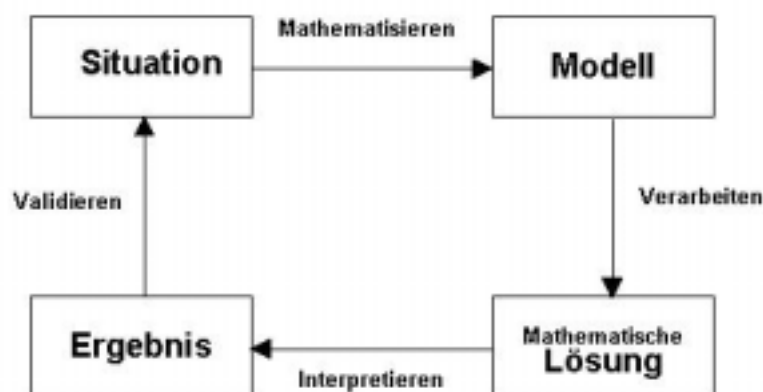 Mathematisieren
Situation
Modell
Validieren
Verarbeiten
Ergebnis
Mathematische
Lösung
Interpretieren